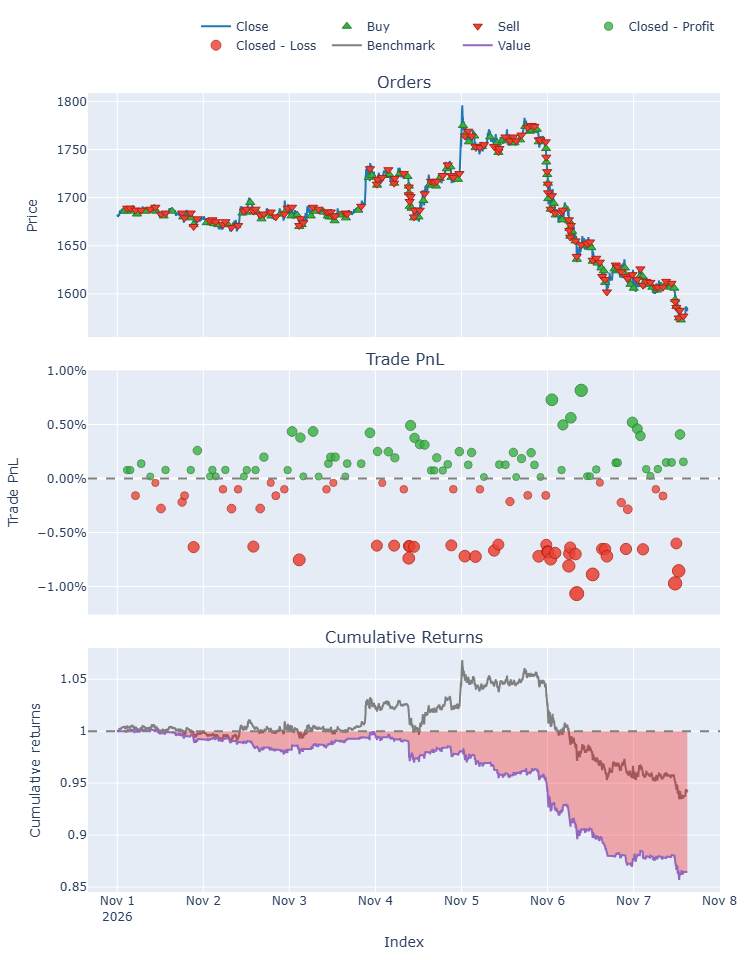 Close Buy Sell Closed - Profit
Closed - Loss Benchmark Value
Orders
1800
1750
1700
1650
1600
Price
Trade PnL
1.00%
0.50%
0.00%
−0.50%
−1.00%
Trade PnL
Cumulative Returns
1.05
1
0.95
0.9
0.85
Cumulative returns
Nov 1 Nov 2 Nov 3 Nov 4 Nov 5 Nov 6 Nov 7 Nov 8
2026
Index